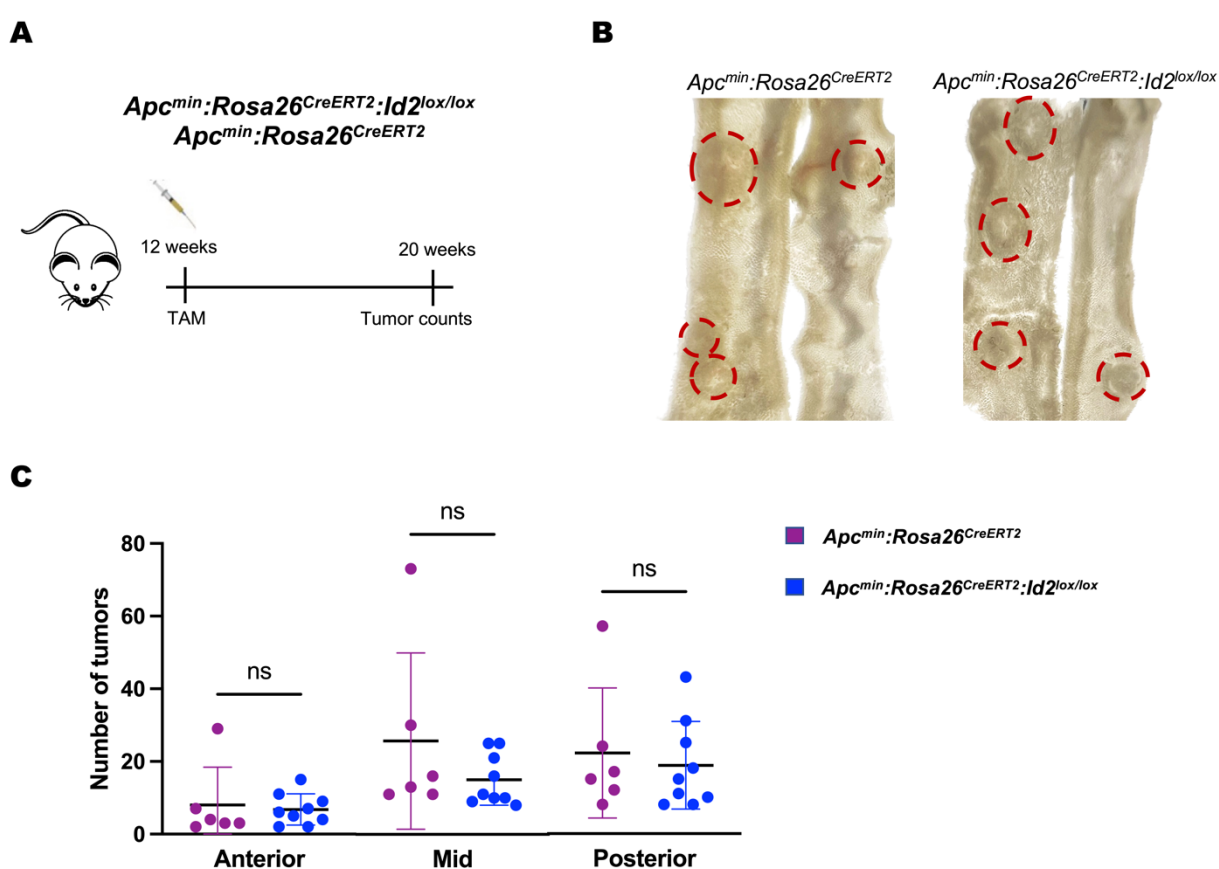 A
Apcmin:Rosa26CreERT2:Id2lox/lox
Apcmin:Rosa26CreERT2
12 weeks
20 weeks
TAM
Tumor counts
B
Apcmin:Rosa26CreERT2
Apcmin:Rosa26CreERT2:Id2lox/lox
C
Number of tumors
80
60
40
20
0
ns
ns
ns
Anterior
Mid
Posterior
Apcmin:Rosa26CreERT2
Apcmin:Rosa26CreERT2:Id2lox/lox